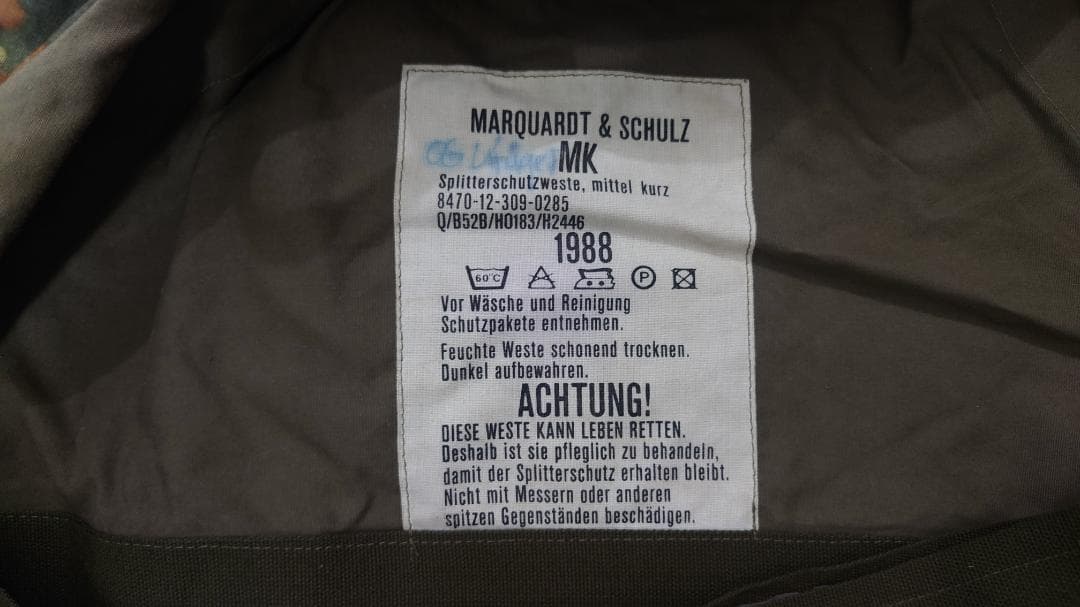 MARQUARDT & SCHULZ
MK
Splitterschutzweste, mittel kurz
8470-12-309-0285
Q/B52B/H0183/H2446
1988
60°C P
Vor Wäsche und Reinigung
Schutzpakete entnehmen.
Feuchte Weste schonend trocknen.
Dunkel aufbewahren.
ACHTUNG!
DIESE WESTE KANN LEBEN RETTEN.
Deshalb ist sie pfleglich zu behandeln,
damit der Splitterschutz erhalten bleibt.
Nicht mit Messern oder anderen
spitzen Gegenständen beschädigen.